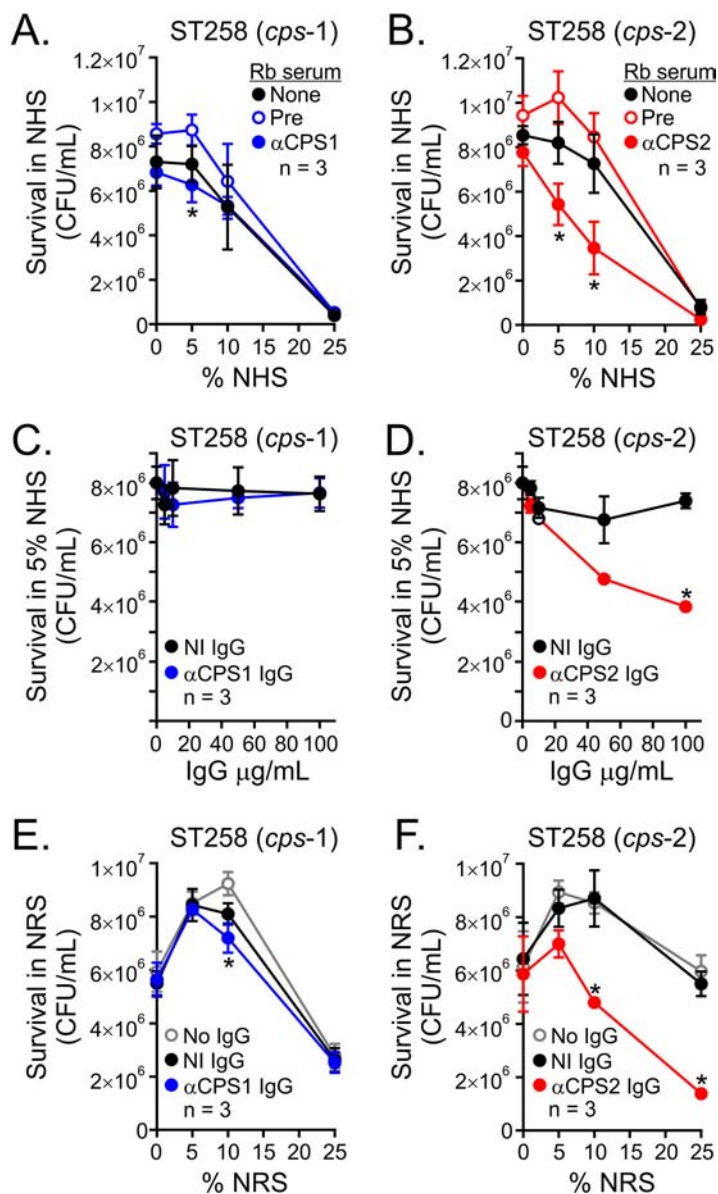 A.
ST258 (cps-1)
Survival in NHS
(CFU/mL)
1.2×10⁷
1×10⁷
8×10⁶
6×10⁶
4×10⁶
2×10⁶
0
Rb serum
None
Pre
αCPS1
n = 3
*
0 5 10 15 20 25
% NHS
B.
ST258 (cps-2)
Survival in NHS
(CFU/mL)
1.2×10⁷
1×10⁷
8×10⁶
6×10⁶
4×10⁶
2×10⁶
0
Rb serum
None
Pre
αCPS2
n = 3
*
*
0 5 10 15 20 25
% NHS
C.
ST258 (cps-1)
Survival in 5% NHS
(CFU/mL)
8×10⁶
6×10⁶
4×10⁶
2×10⁶
NI IgG
αCPS1 IgG
n = 3
0 20 40 60 80 100
IgG μg/mL
D.
ST258 (cps-2)
Survival in 5% NHS
(CFU/mL)
8×10⁶
6×10⁶
4×10⁶
2×10⁶
*
NI IgG
αCPS2 IgG
n = 3
0 20 40 60 80 100
IgG μg/mL
E.
ST258 (cps-1)
Survival in NRS
(CFU/mL)
1×10⁷
8×10⁶
6×10⁶
4×10⁶
2×10⁶
0
*
No IgG
NI IgG
αCPS1 IgG
n = 3
0 5 10 15 20 25
% NRS
F.
ST258 (cps-2)
Survival in NRS
(CFU/mL)
1×10⁷
8×10⁶
6×10⁶
4×10⁶
2×10⁶
0
*
*
No IgG
NI IgG
αCPS2 IgG
n = 3
0 5 10 15 20 25
% NRS